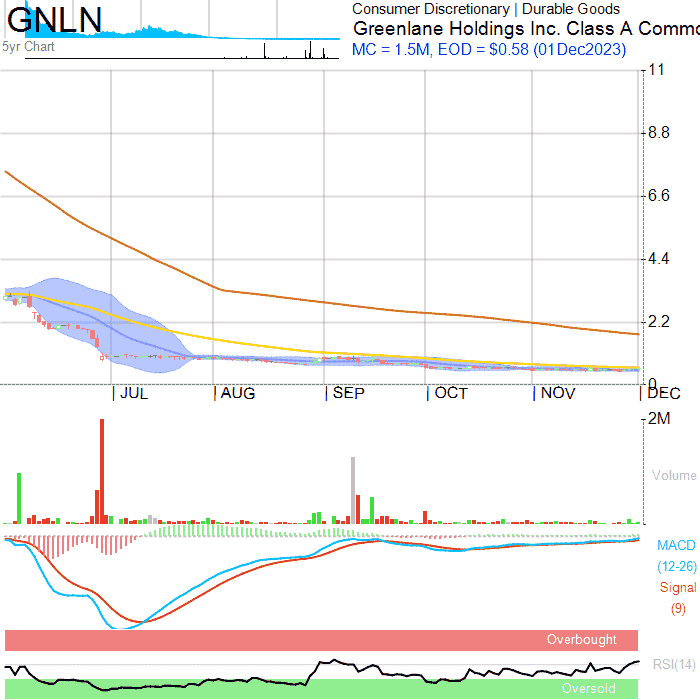 GNLN
5yr Chart
Consumer Discretionary | Durable Goods
Greenlane Holdings Inc. Class A Commo
MC = 1.5M, EOD = $0.58 (01Dec2023)
11
8.8
6.6
4.4
2.2
0
JUL AUG SEP OCT NOV DEC
2M
Volume
MACD
(12-26)
Signal
(9)
Overbought
RSI(14)
Oversold